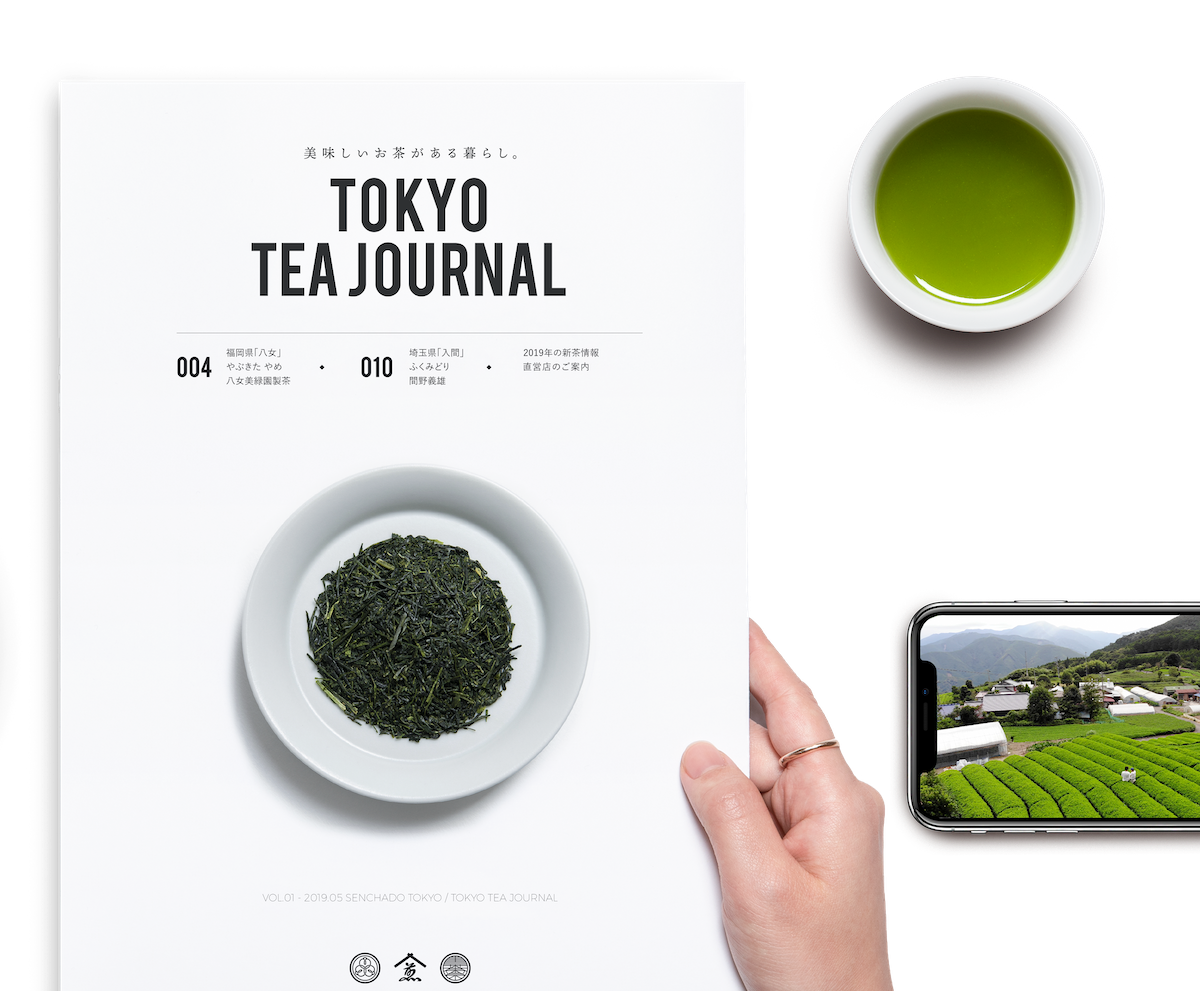 美味しいお茶がある暮らし。
TOKYO
TEA JOURNAL
004
福岡県「八女」
やぶきた やめ
八女美緑園製茶
010
埼玉県「入間」
ふくみどり
間野義雄
2019年の新茶情報
直営店のご案内
VOL.01 - 2019.05 SENCHADO TOKYO / TOKYO TEA JOURNAL
煎